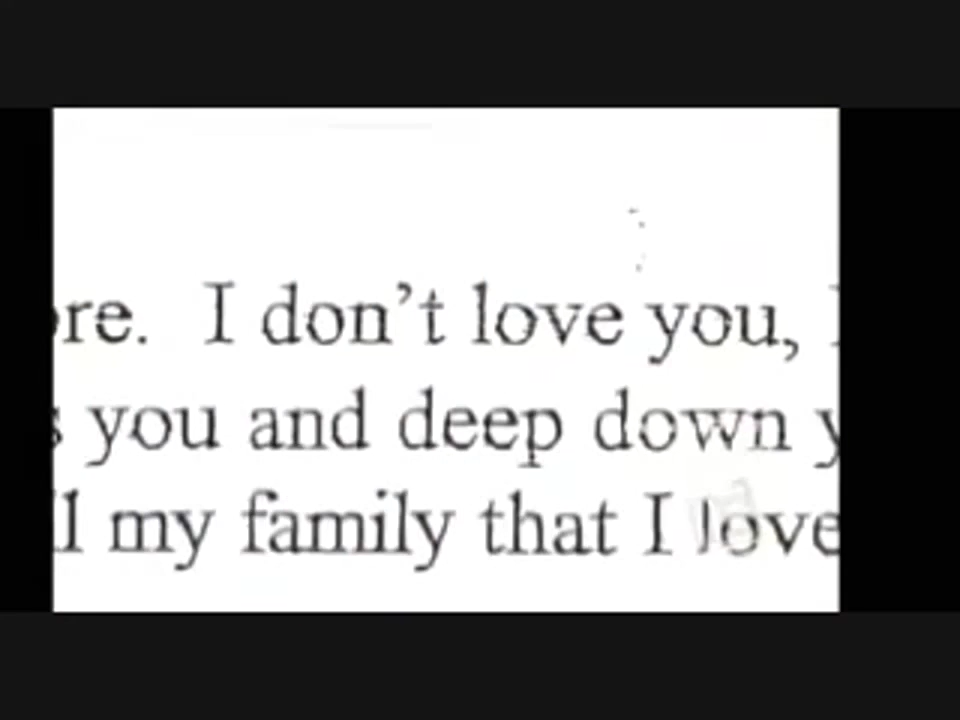 re. I don't love you,
you and deep down
my family that I love